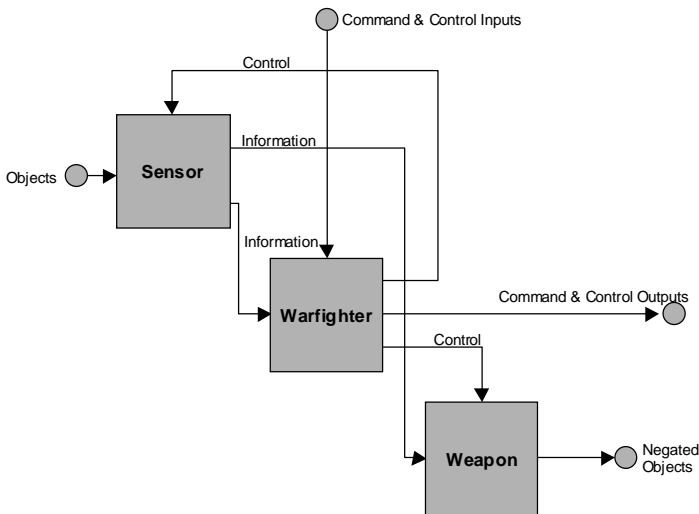 Command & Control Inputs
Control
Information
Objects
Sensor
Information
Command & Control Outputs
Warfighter
Control
Negated
Objects
Weapon